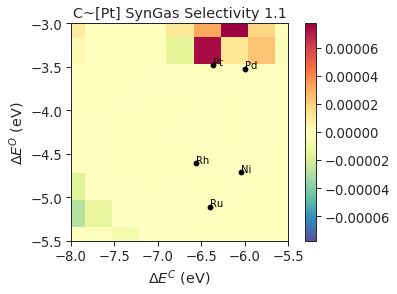 C~[Pt] SynGas Selectivity 1.1
−3.0
−3.5
−4.0
−4.5
−5.0
−5.5
ΔE^O (eV)
Pt
Pd
Rh
Ni
Ru
−8.0 −7.5 −7.0 −6.5 −6.0 −5.5
ΔE^C (eV)
0.00006
0.00004
0.00002
0.00000
−0.00002
−0.00004
−0.00006